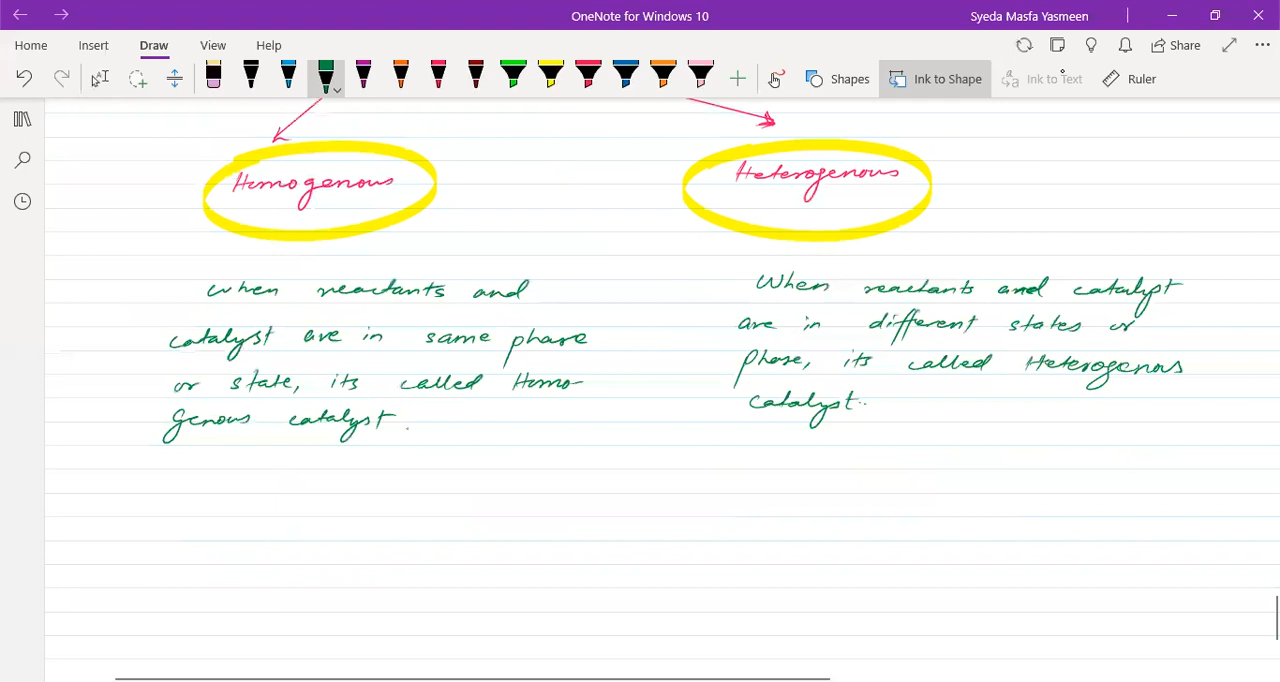 OneNote for Windows 10
Syeda Masfa Yasmeen
Home Insert Draw View Help
Share
Shapes
Ink to Shape
Ink to Text
Ruler
Homogenous
When reactants and
catalyst are in same phase
or state, its called Homo-
genous catalyst.
Heterogenous
When reactants and catalyst
are in different states or
phase, its called Heterogenous
catalyst..